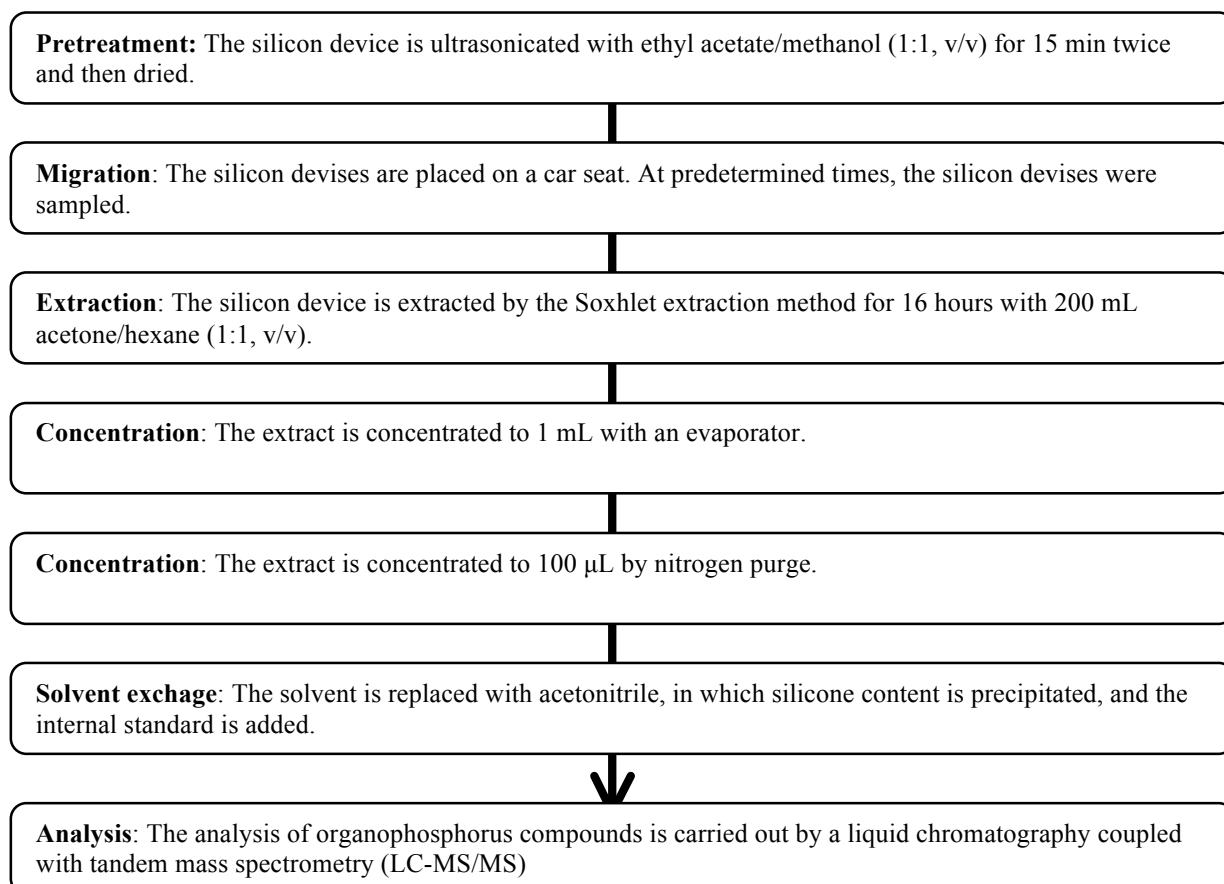 Pretreatment: The silicon device is ultrasonicated with ethyl acetate/methanol (1:1, v/v) for 15 min twice
and then dried.
Migration: The silicon devises are placed on a car seat. At predetermined times, the silicon devises were
sampled.
Extraction: The silicon device is extracted by the Soxhlet extraction method for 16 hours with 200 mL
acetone/hexane (1:1, v/v).
Concentration: The extract is concentrated to 1 mL with an evaporator.
Concentration: The extract is concentrated to 100 μL by nitrogen purge.
Solvent exchage: The solvent is replaced with acetonitrile, in which silicone content is precipitated, and the
internal standard is added.
Analysis: The analysis of organophosphorus compounds is carried out by a liquid chromatography coupled
with tandem mass spectrometry (LC-MS/MS)